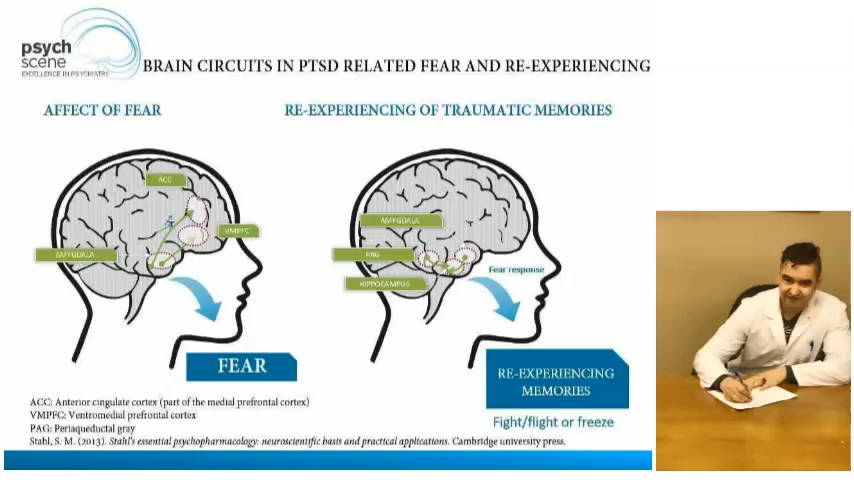 psych
scene
EXCELLENCE IN PSYCHIATRY
BRAIN CIRCUITS IN PTSD RELATED FEAR AND RE-EXPERIENCING
AFFECT OF FEAR
RE-EXPERIENCING OF TRAUMATIC MEMORIES
ACC
VMPFC
AMYGDALA
FEAR
AMYGDALA
PAG
HIPPOCAMPUS
Fear response
RE-EXPERIENCING
MEMORIES
Fight/flight or freeze
ACC: Anterior cingulate cortex (part of the medial prefrontal cortex)
VMPFC: Ventromedial prefrontal cortex
PAG: Periaqueductal gray
Stahl, S. M. (2013). Stahl's essential psychopharmacology: neuroscientific basis and practical applications. Cambridge university press.